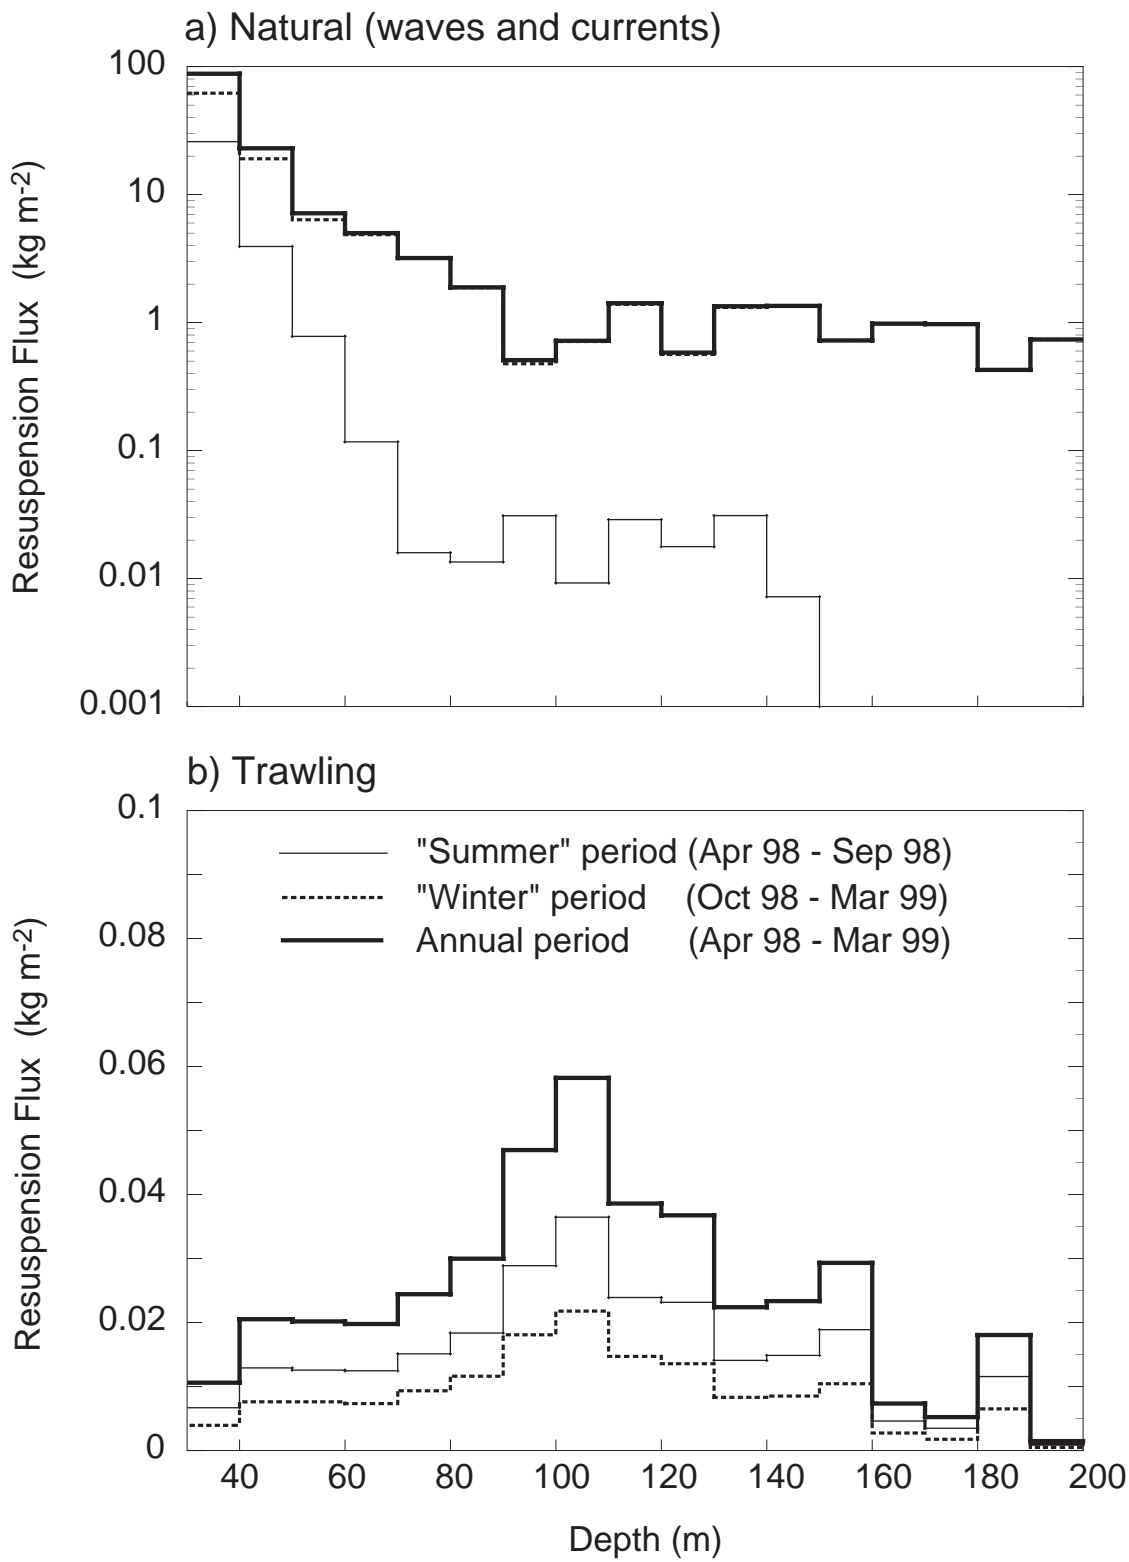 a) Natural (waves and currents)
100
10
1
0.1
0.01
0.001
Resuspension Flux (kg m-2)
b) Trawling
0.1
0.08
0.06
0.04
0.02
0
Resuspension Flux (kg m-2)
"Summer" period (Apr 98 - Sep 98)
"Winter" period (Oct 98 - Mar 99)
Annual period (Apr 98 - Mar 99)
40 60 80 100 120 140 160 180 200
Depth (m)